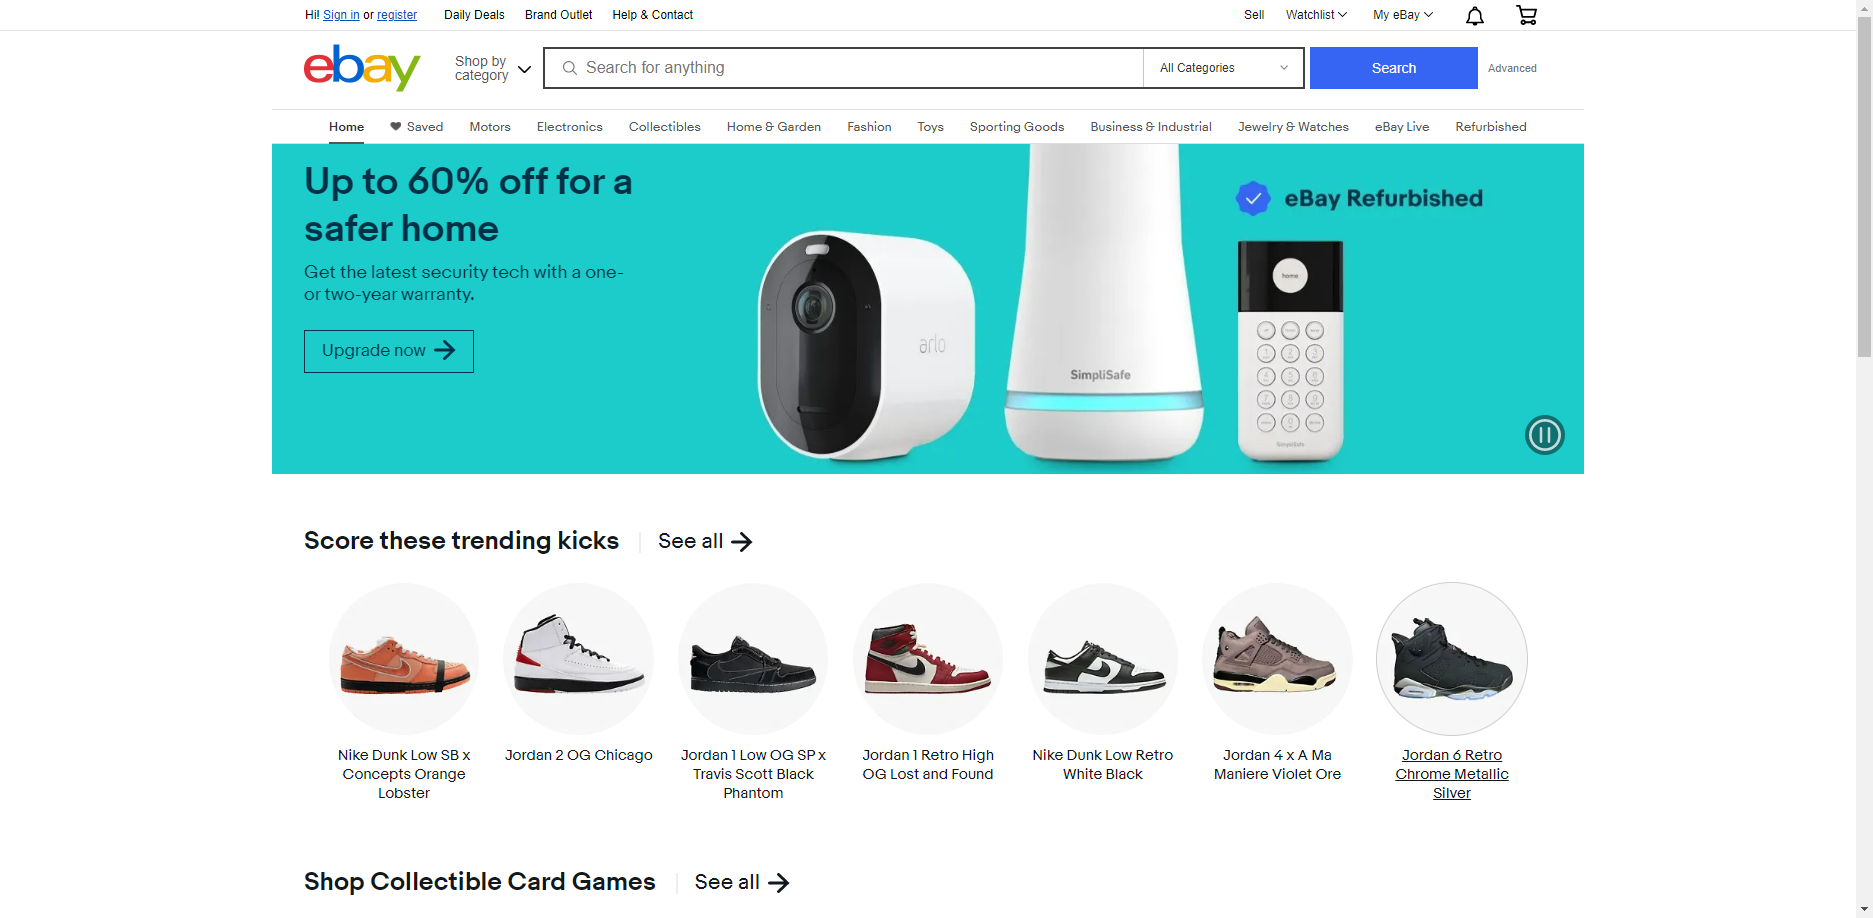 Hi! Sign in or register Daily Deals Brand Outlet Help & Contact Sell Watchlist My eBay
ebay Shop by category Search for anything All Categories Search Advanced
Home Saved Motors Electronics Collectibles Home & Garden Fashion Toys Sporting Goods Business & Industrial Jewelry & Watches eBay Live Refurbished
Up to 60% off for a
safer home
Get the latest security tech with a one-
or two-year warranty.
Upgrade now
arlo
SimpliSafe
eBay Refurbished
home
SimpliSafe
Score these trending kicks See all
Nike Dunk Low SB x
Concepts Orange
Lobster
Jordan 2 OG Chicago
Jordan 1 Low OG SP x
Travis Scott Black
Phantom
Jordan 1 Retro High
OG Lost and Found
Nike Dunk Low Retro
White Black
Jordan 4 x A Ma
Maniere Violet Ore
Jordan 6 Retro
Chrome Metallic
Silver
Shop Collectible Card Games See all